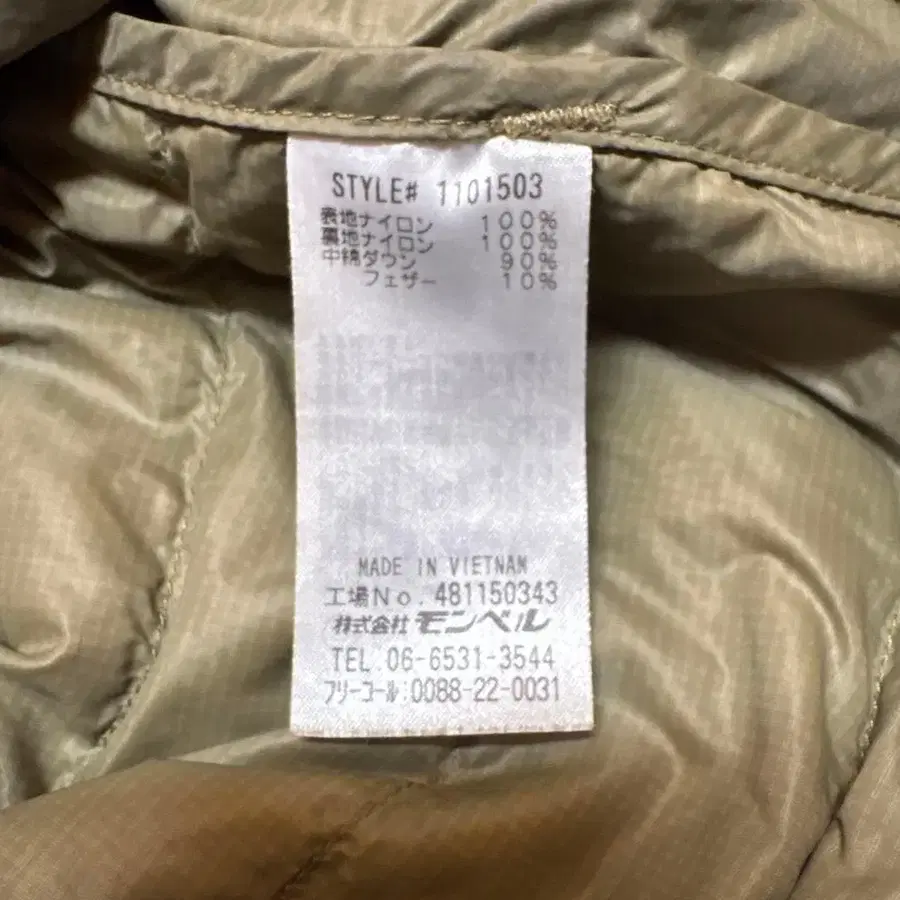 STYLE# 1101503
表地ナイロン 100%
裏地ナイロン 100%
中綿ダウン 90%
フェザー 10%
MADE IN VIETNAM
工場No. 481150343
株式会社 モンベル
TEL.06-6531-3544
フリーコール:0088-22-0031